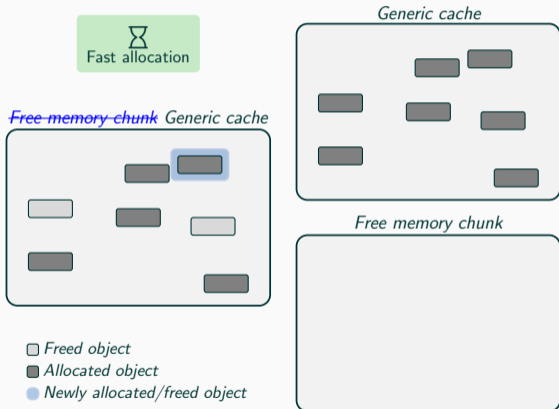 Fast allocation
Free memory chunk Generic cache
Freed object
Allocated object
Newly allocated/freed object
Generic cache
Free memory chunk